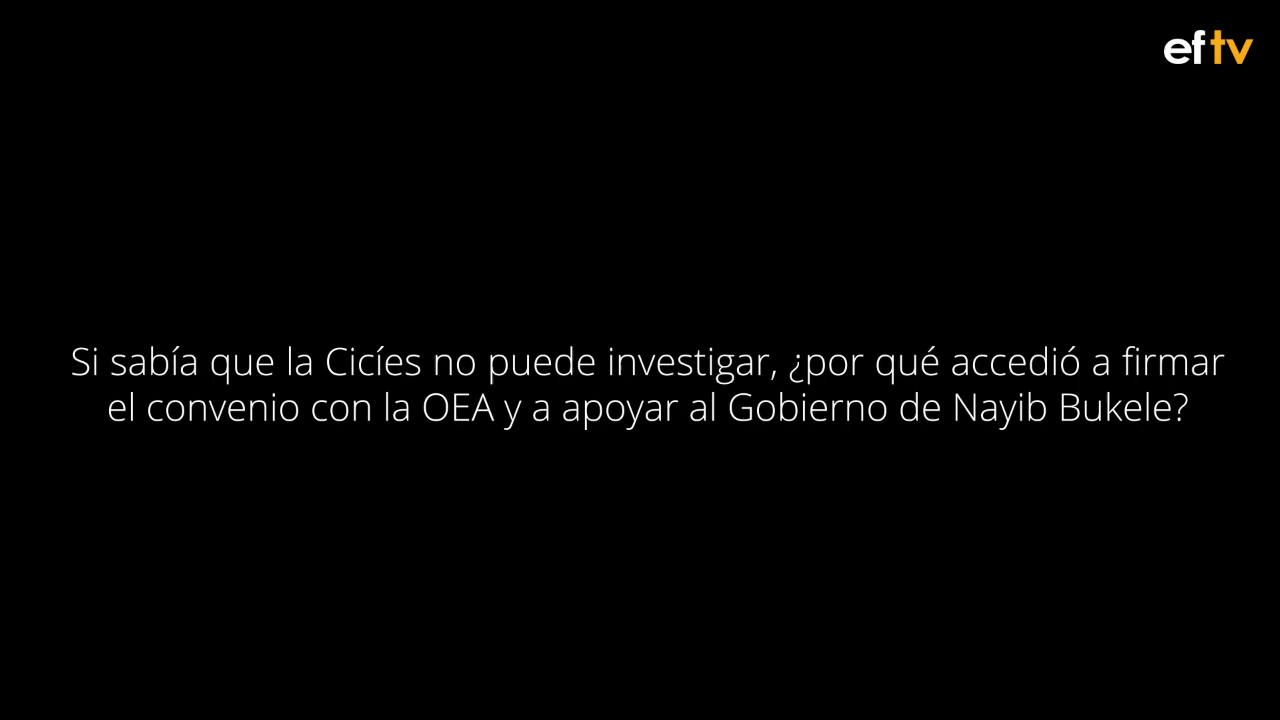 eftv
Si sabía que la Cicíes no puede investigar, ¿por qué accedió a firmar
el convenio con la OEA y a apoyar al Gobierno de Nayib Bukele?